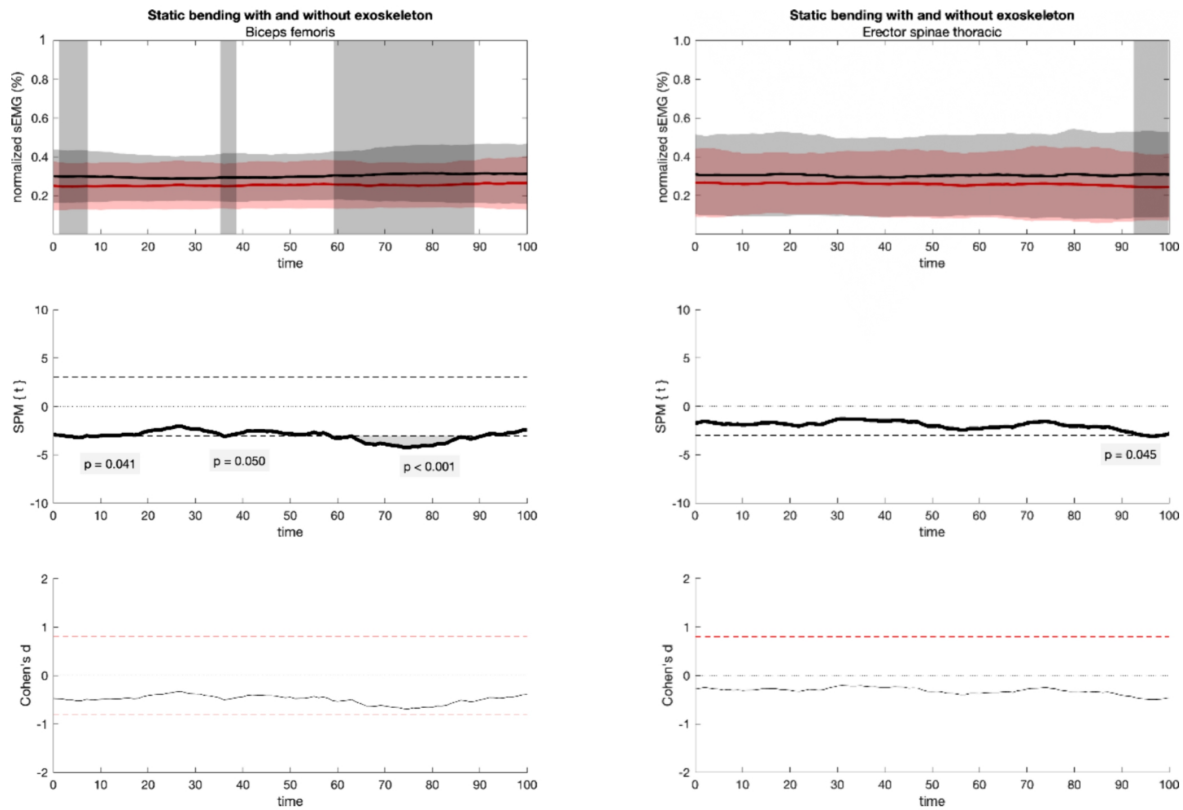 Static bending with and without exoskeleton
Biceps femoris
1
0.8
0.6
0.4
0.2
normalized sEMG (%)
0 10 20 30 40 50 60 70 80 90 100
time
Static bending with and without exoskeleton
Erector spinae thoracic
1.0
0.8
0.6
0.4
0.2
normalized sEMG (%)
0 10 20 30 40 50 60 70 80 90 100
time
10
5
0
-5
-10
SPM { t }
p = 0.041
p = 0.050
p < 0.001
0 10 20 30 40 50 60 70 80 90 100
time
10
5
0
-5
-10
SPM { t }
p = 0.045
0 10 20 30 40 50 60 70 80 90 100
time
2
1
0
-1
-2
Cohen's d
0 10 20 30 40 50 60 70 80 90 100
time
2
1
0
-1
-2
Cohen's d
0 10 20 30 40 50 60 70 80 90 100
time